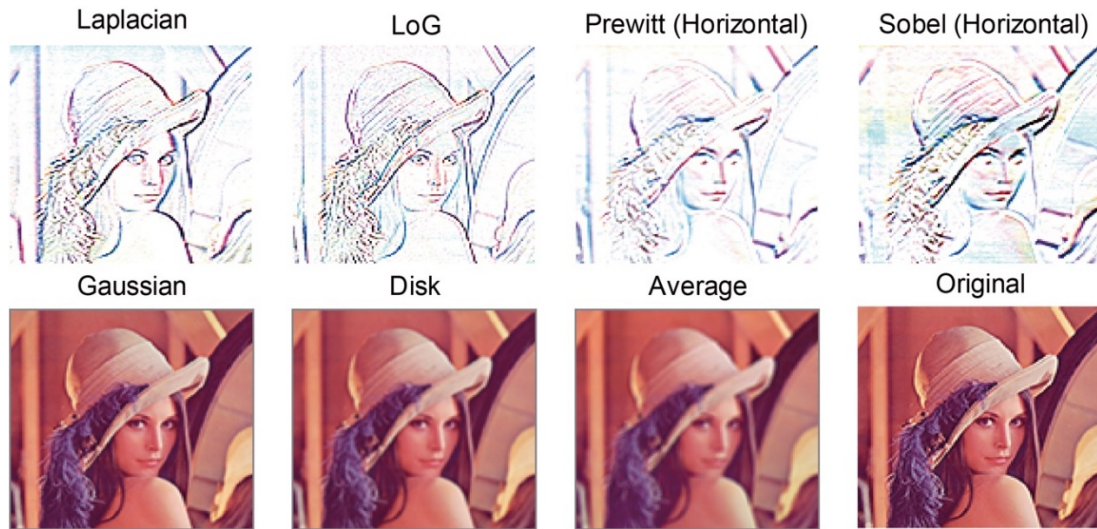 Laplacian
LoG
Prewitt (Horizontal)
Sobel (Horizontal)
Gaussian
Disk
Average
Original